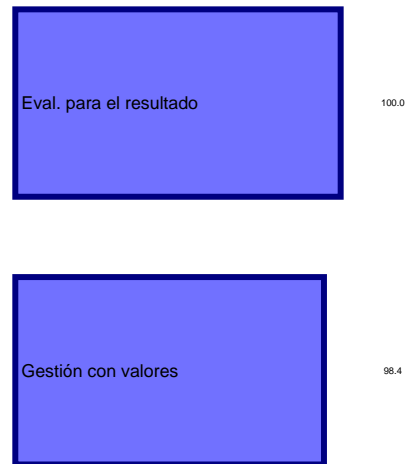 Eval. para el resultado 100.0
Gestión con valores 98.4